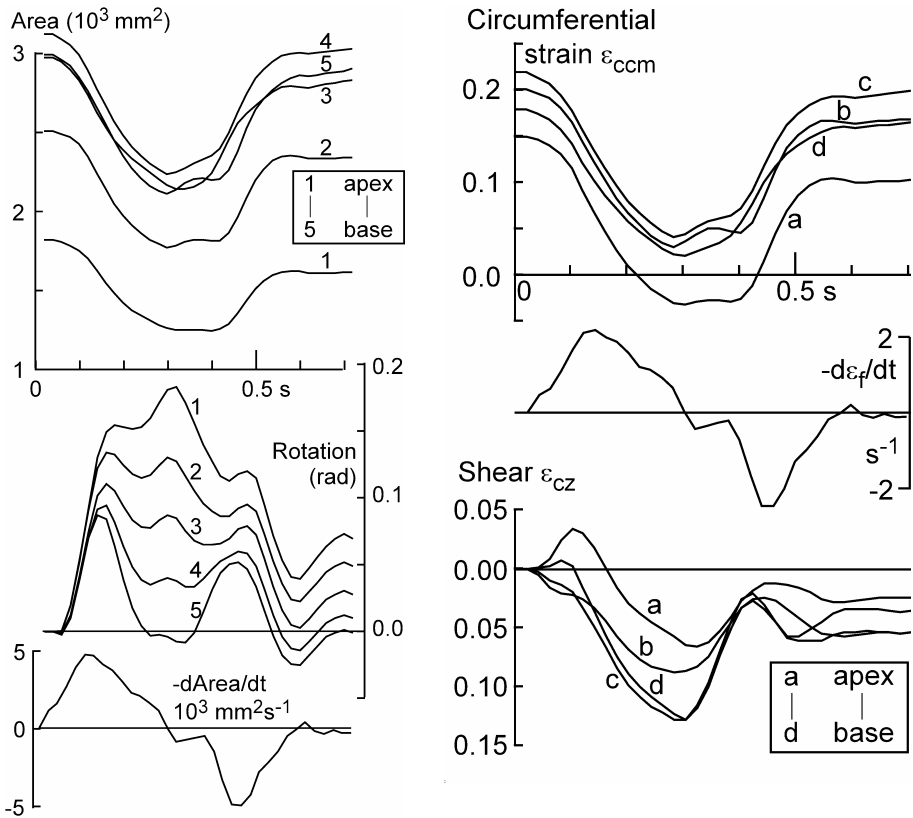 Area (10³ mm²)
3
2
1
4
5
3
2
1
1 apex
5 base
0
0.5 s
0.2
0.1
0.0
Rotation
(rad)
1
2
3
4
5
5
0
-5
-dArea/dt
10³ mm²s⁻¹
Circumferential
strain εccm
0.2
0.1
0.0
c
b
d
a
0
0.5 s
2
-dεf/dt
s⁻¹
-2
Shear εcz
0.05
0.00
0.05
0.10
0.15
a
b
c
d
a apex
d base